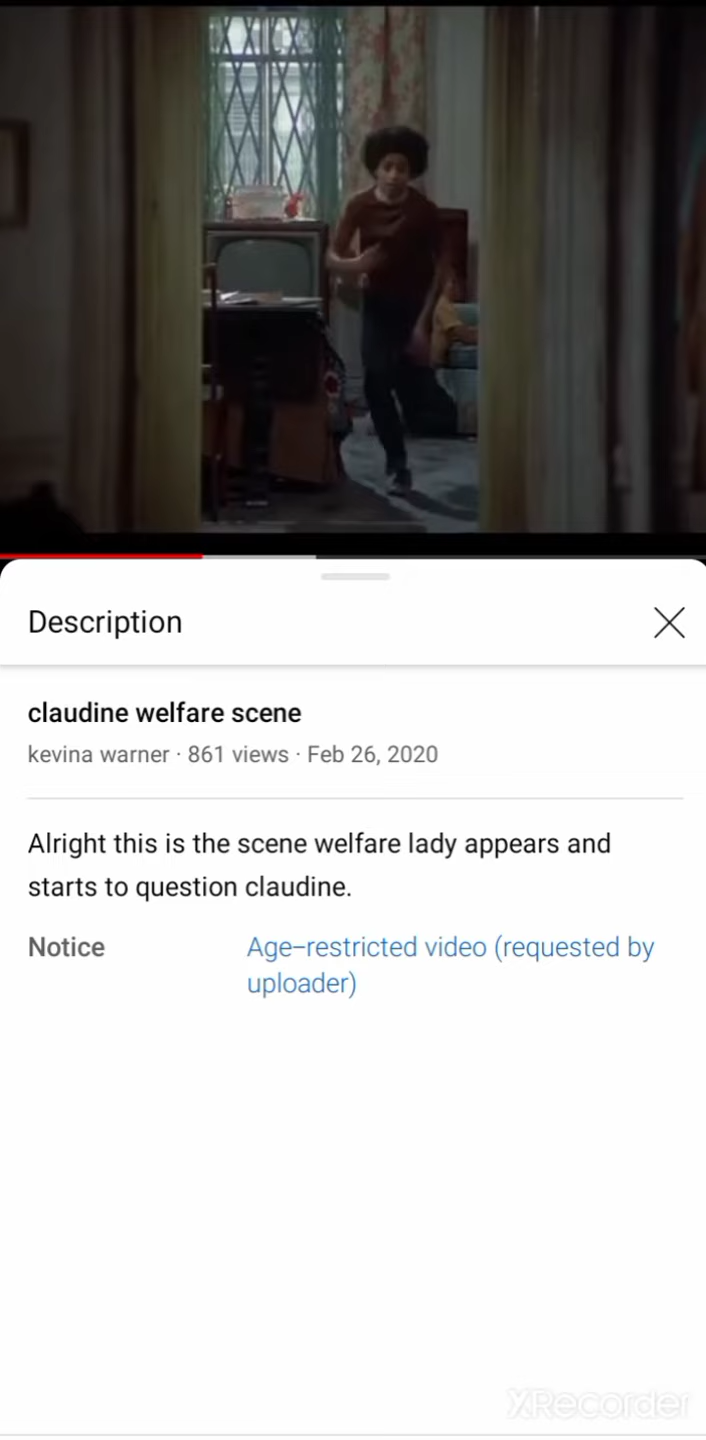 Description
claudine welfare scene
kevina warner · 861 views · Feb 26, 2020
Alright this is the scene welfare lady appears and
starts to question claudine.
Notice
Age-restricted video (requested by
uploader)
XRecorder